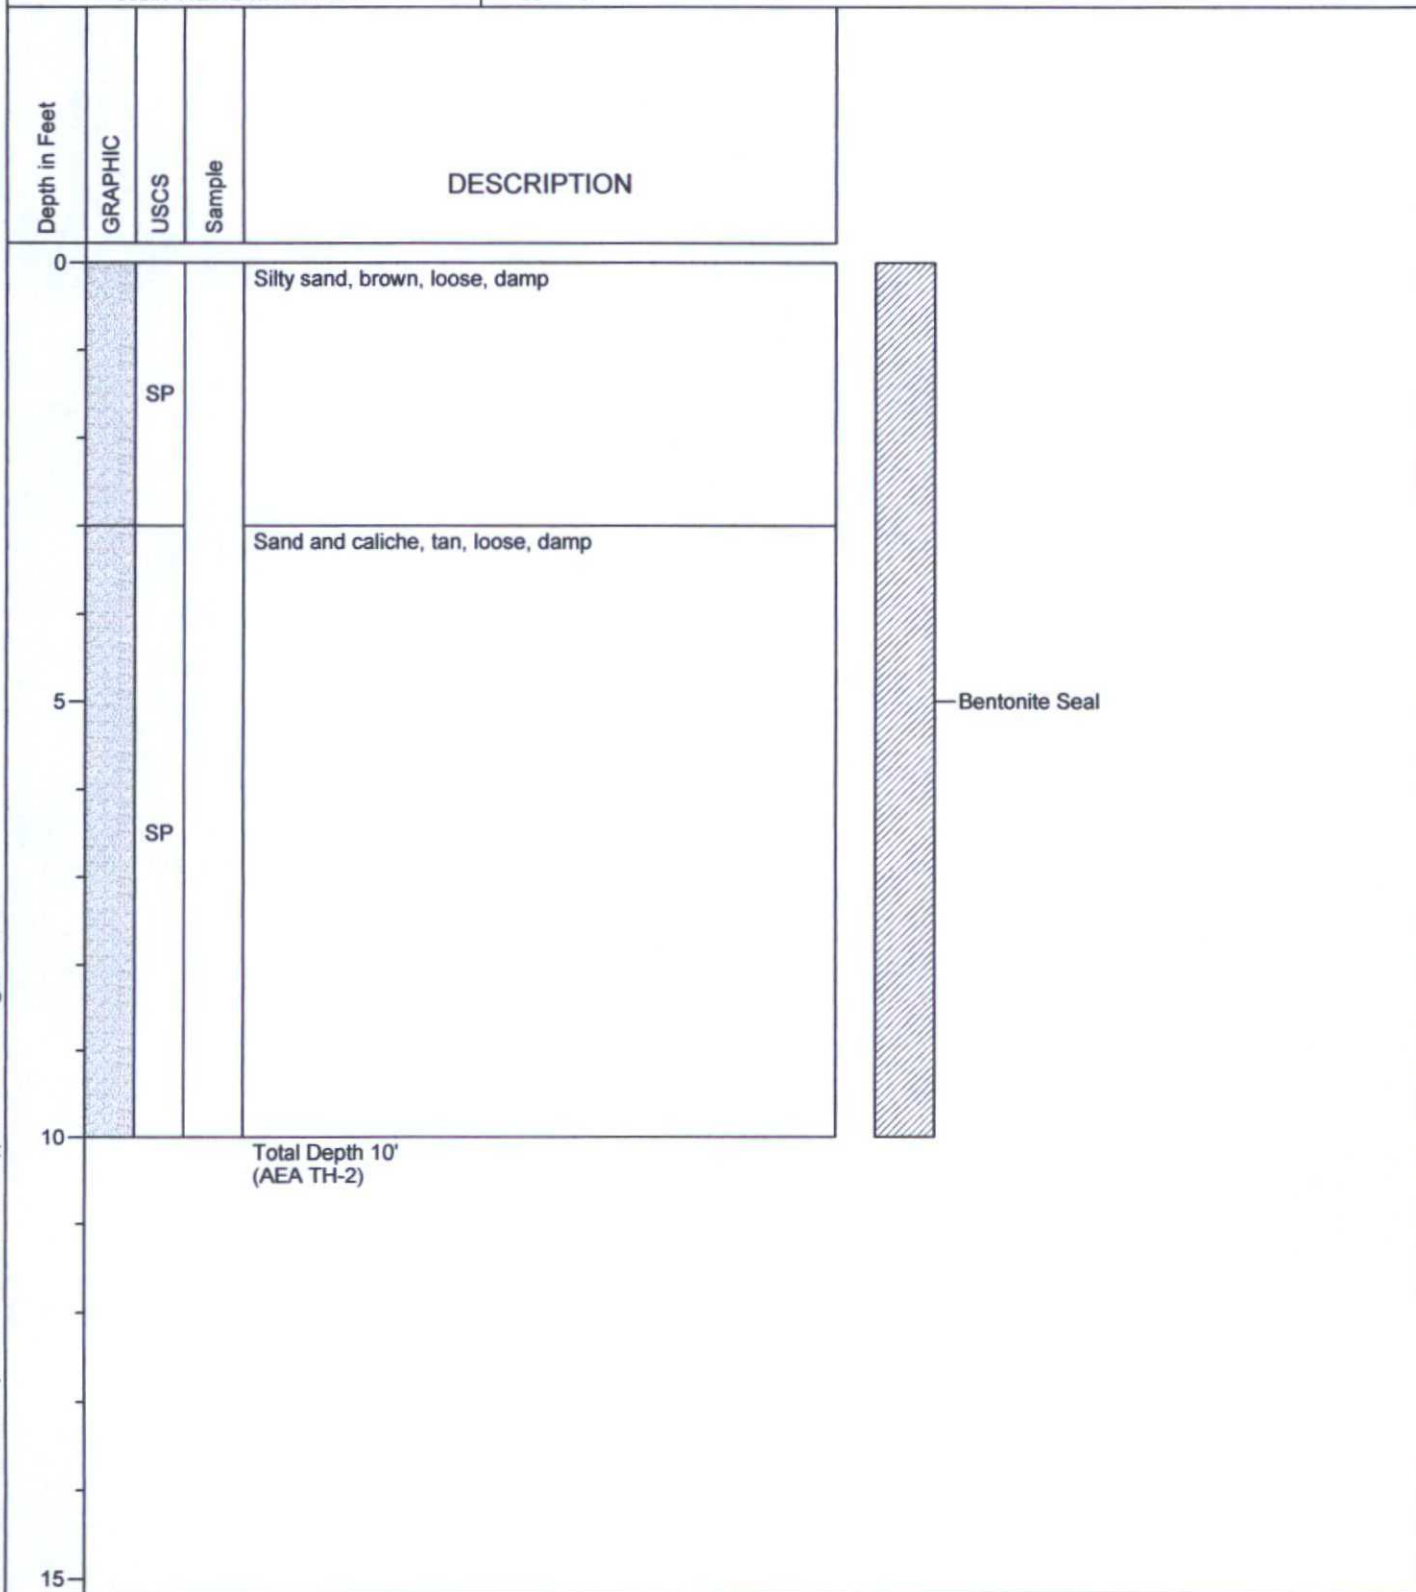 Depth in Feet
GRAPHIC
USCS
Sample
DESCRIPTION
0
Silty sand, brown, loose, damp
SP
Sand and caliche, tan, loose, damp
5
Bentonite Seal
SP
10
Total Depth 10'
(AEA TH-2)
15